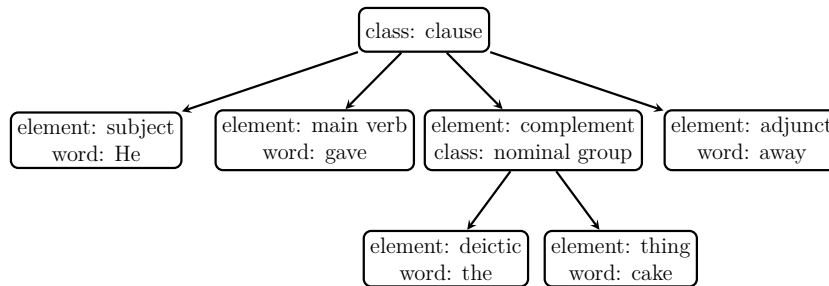 class: clause
element: subject
word: He
element: main verb
word: gave
element: complement
class: nominal group
element: adjunct
word: away
element: deictic
word: the
element: thing
word: cake